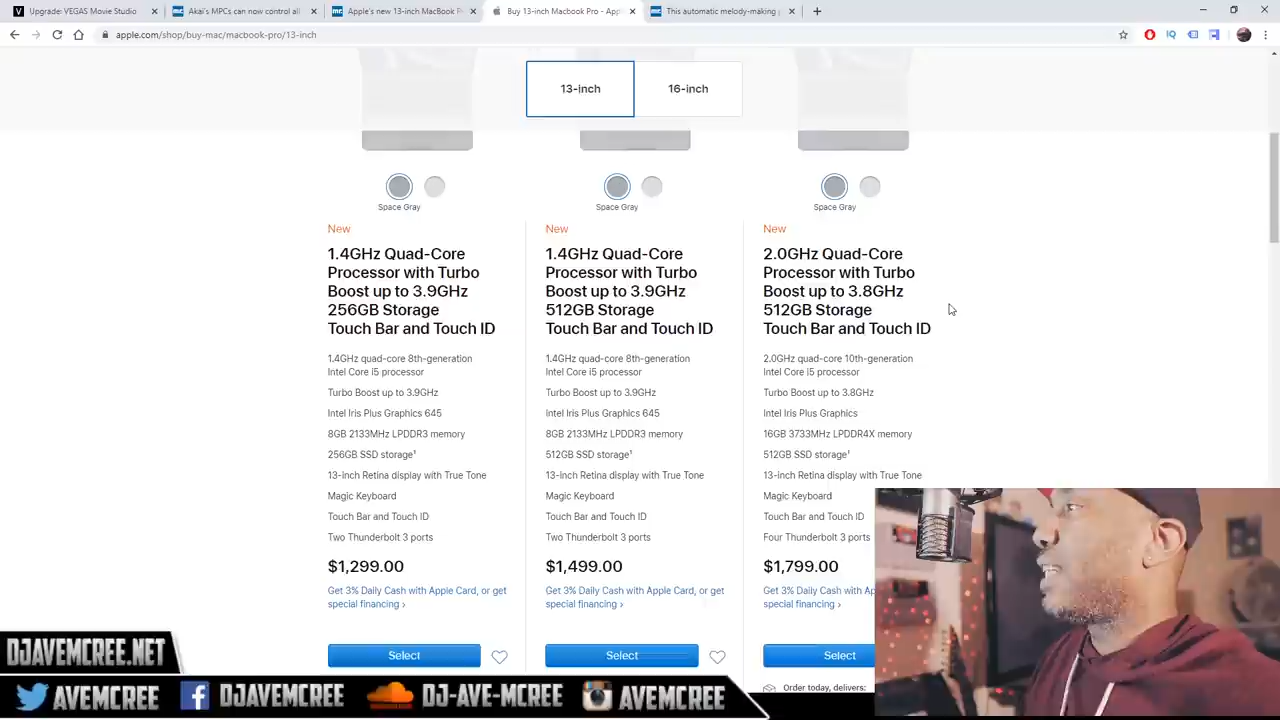 Upgrade: VEGAS Movie Studio
Akai's MPCs can now control all
Apple's new 13-inch MacBook P
Buy 13-inch Macbook Pro - App
This automatic melody-making p
apple.com/shop/buy-mac/macbook-pro/13-inch
13-inch
16-inch
Space Gray
Space Gray
Space Gray
New
1.4GHz Quad-Core
Processor with Turbo
Boost up to 3.9GHz
256GB Storage
Touch Bar and Touch ID
1.4GHz quad-core 8th-generation
Intel Core i5 processor
Turbo Boost up to 3.9GHz
Intel Iris Plus Graphics 645
8GB 2133MHz LPDDR3 memory
256GB SSD storage¹
13-inch Retina display with True Tone
Magic Keyboard
Touch Bar and Touch ID
Two Thunderbolt 3 ports
$1,299.00
Get 3% Daily Cash with Apple Card, or get
special financing ›
Select
New
1.4GHz Quad-Core
Processor with Turbo
Boost up to 3.9GHz
512GB Storage
Touch Bar and Touch ID
1.4GHz quad-core 8th-generation
Intel Core i5 processor
Turbo Boost up to 3.9GHz
Intel Iris Plus Graphics 645
8GB 2133MHz LPDDR3 memory
512GB SSD storage¹
13-inch Retina display with True Tone
Magic Keyboard
Touch Bar and Touch ID
Two Thunderbolt 3 ports
$1,499.00
Get 3% Daily Cash with Apple Card, or get
special financing ›
Select
New
2.0GHz Quad-Core
Processor with Turbo
Boost up to 3.8GHz
512GB Storage
Touch Bar and Touch ID
2.0GHz quad-core 10th-generation
Intel Core i5 processor
Turbo Boost up to 3.8GHz
Intel Iris Plus Graphics
16GB 3733MHz LPDDR4X memory
512GB SSD storage¹
13-inch Retina display with True Tone
Magic Keyboard
Touch Bar and Touch ID
Four Thunderbolt 3 ports
$1,799.00
Get 3% Daily Cash with Ap
special financing ›
Select
Order today, delivers:
DJAVEMCREE.NET
AVEMCREE
DJAVEMCREE
DJ-AVE-MCREE
AVEMCREE